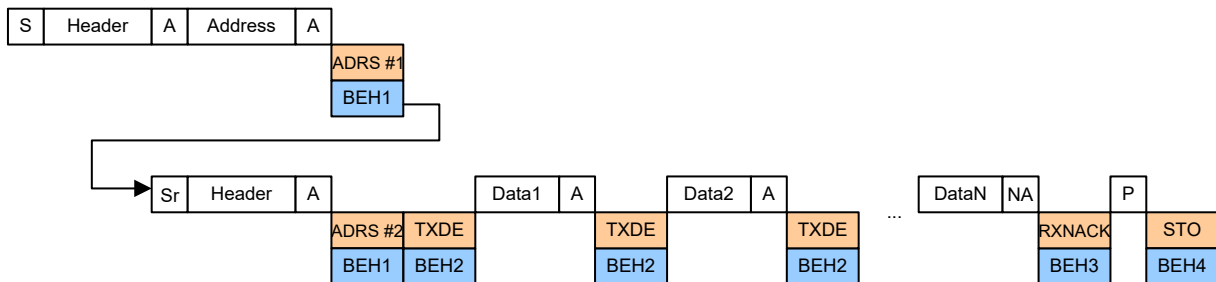 S Header A Address A
ADRS #1
BEH1
Sr Header A Data1 A Data2 A ... DataN NA P
ADRS #2 TXDE TXDE TXDE RXNACK STO
BEH1 BEH2 BEH2 BEH2 BEH3 BEH4